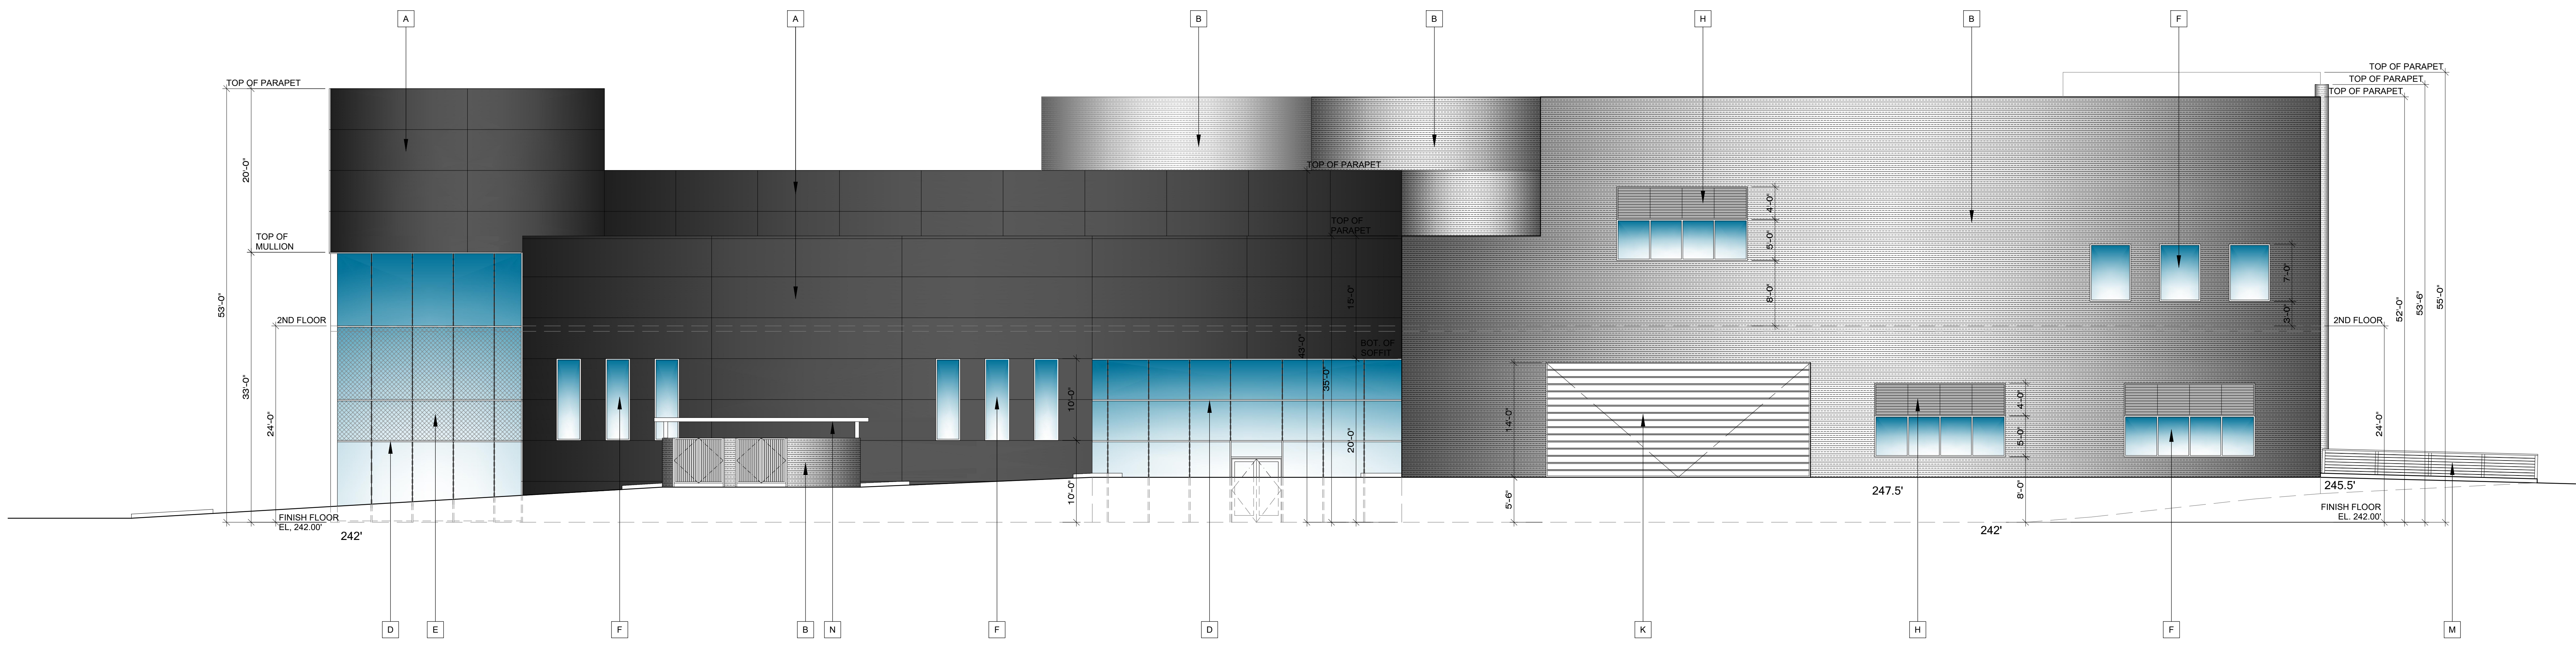 A
A
B
B
H
B
F
TOP OF PARAPET
TOP OF PARAPET
TOP OF PARAPET
TOP OF PARAPET
TOP OF PARAPET
TOP OF
PARAPET
TOP OF
MULLION
20'-0"
53'-0"
33'-0"
24'-0"
2ND FLOOR
FINISH FLOOR
EL, 242.00'
242'
10'-0"
10'-0"
15'-0"
43'-0"
35'-0"
20'-0"
BOT. OF
SOFFIT
14'-0"
5'-6"
4'-0"
5'-0"
8'-0"
4'-0"
5'-0"
8'-0"
7'-0"
3'-0"
2ND FLOOR
24'-0"
52'-0"
53'-6"
55'-0"
247.5'
245.5'
242'
FINISH FLOOR
EL. 242.00'
D
E
F
B
N
F
D
K
H
F
M